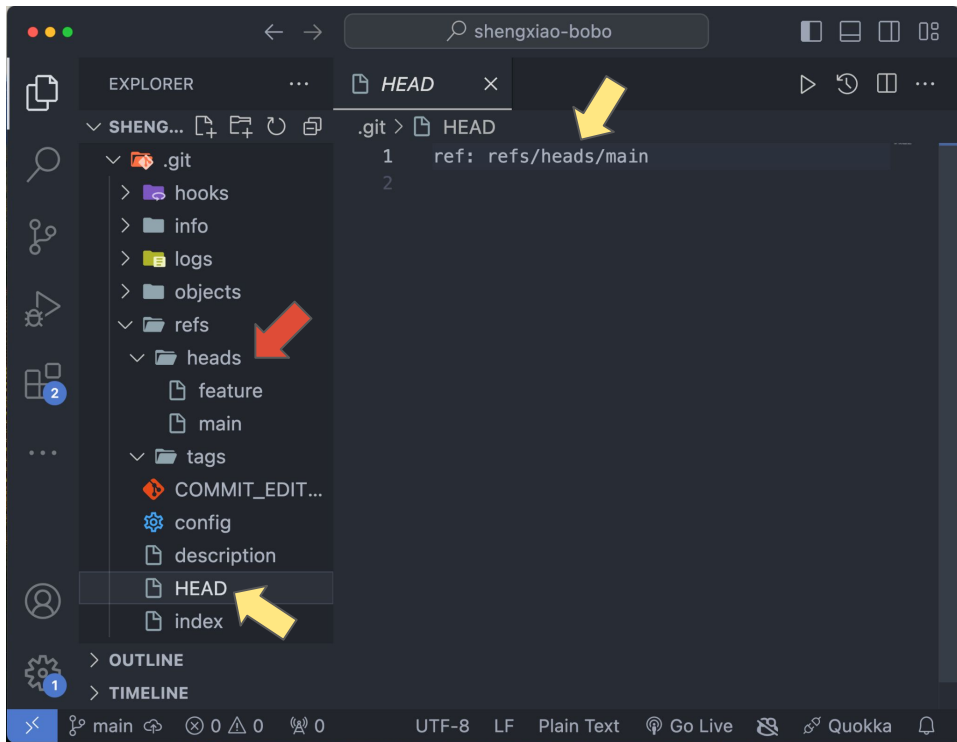 shengxiao-bobo
EXPLORER
HEAD
SHENG...
.git > HEAD
.git
1 ref: refs/heads/main
2
hooks
info
logs
objects
refs
heads
feature
main
tags
COMMIT_EDIT...
config
description
HEAD
index
2
1
OUTLINE
TIMELINE
main 0 0 0 UTF-8 LF Plain Text Go Live Quokka